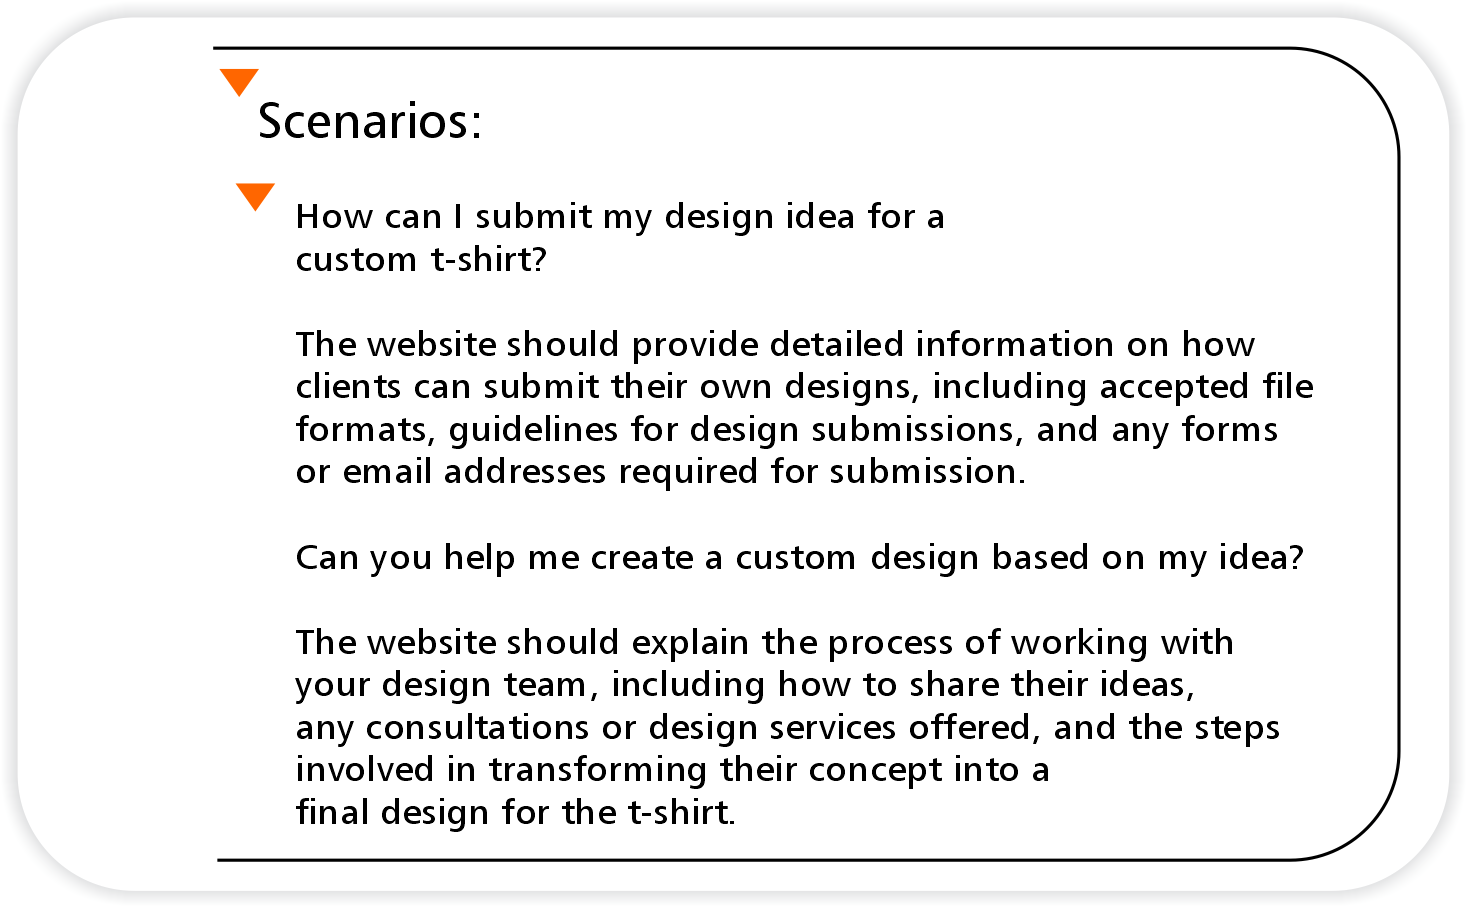 Scenarios:
How can I submit my design idea for a
custom t-shirt?
The website should provide detailed information on how
clients can submit their own designs, including accepted file
formats, guidelines for design submissions, and any forms
or email addresses required for submission.
Can you help me create a custom design based on my idea?
The website should explain the process of working with
your design team, including how to share their ideas,
any consultations or design services offered, and the steps
involved in transforming their concept into a
final design for the t-shirt.